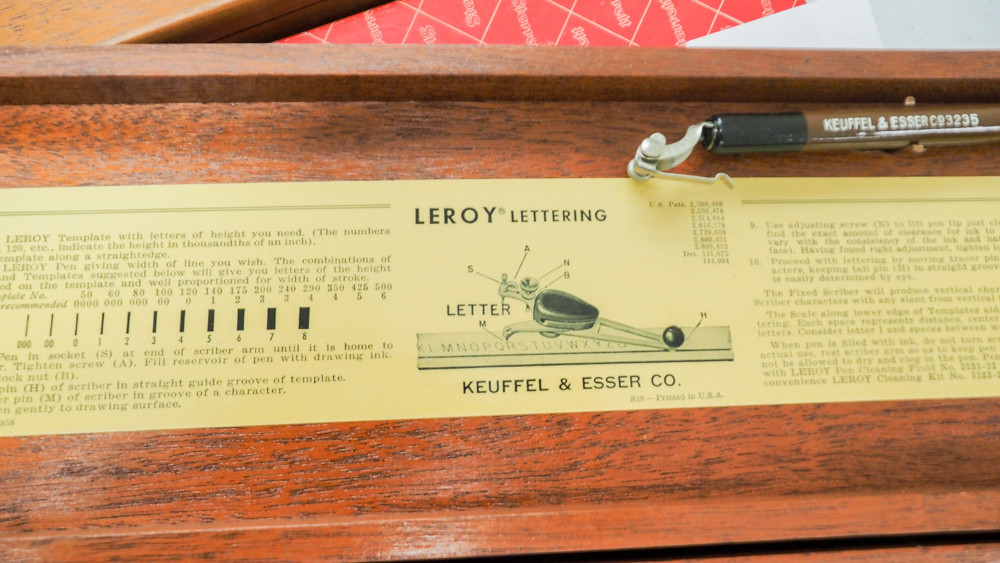 Starrett
KEUFFEL & ESSER CO
LEROY® LETTERING
KEUFFEL & ESSER CO.
818—Printed in U.S.A.
LETTER
A
S
N
B
M
H
KLMNOPQRSTUVWXYZ
U.S. Pats.
LEROY Template with letters of height you need. (The numbers
120, etc., indicate the height in thousandths of an inch).
emplate along a straightedge.
LEROY Pen giving width of line you wish. The combinations of
nd Templates suggested below will give you letters of the height
ed on the template and well proportioned for width of stroke.
plate No. 50 60 80 100 120 140 175 200 240 290 350 425 500
recommended 0000 000 000 00 0 1 2 3 3 4 4 5 6
000 00 0 1 2 3 4 5 6 7 8
Pen in socket (S) at end of scriber arm until it is home to
r. Tighten screw (A). Fill reservoir of pen with drawing ink.
lock nut (B).
pin (H) of scriber in straight guide groove of template.
er pin (M) of scriber in groove of a character.
en gently to drawing surface.
9. Use adjusting screw (N) to lift pen tip just
find the exact amount of clearance for ink to
vary with the consistency of the ink and
face). Having found right adjustment, tighten
10. Proceed with lettering by moving tracer pin
acters, keeping tail pin (H) in straight groove
is easily determined by eye.
The Fixed Scriber will produce vertical
Scriber characters with any slant from vertical
The Scale along lower edge of Templates
tering. Each space represents distance, center
letters. Consider letter I and spaces between
When pen is filled with ink, do not turn
actual use, rest scriber arm so as to keep pen
not be allowed to dry and clog in the pen.
with LEROY Pen Cleaning Fluid No.
convenience LEROY Cleaning Kit No.